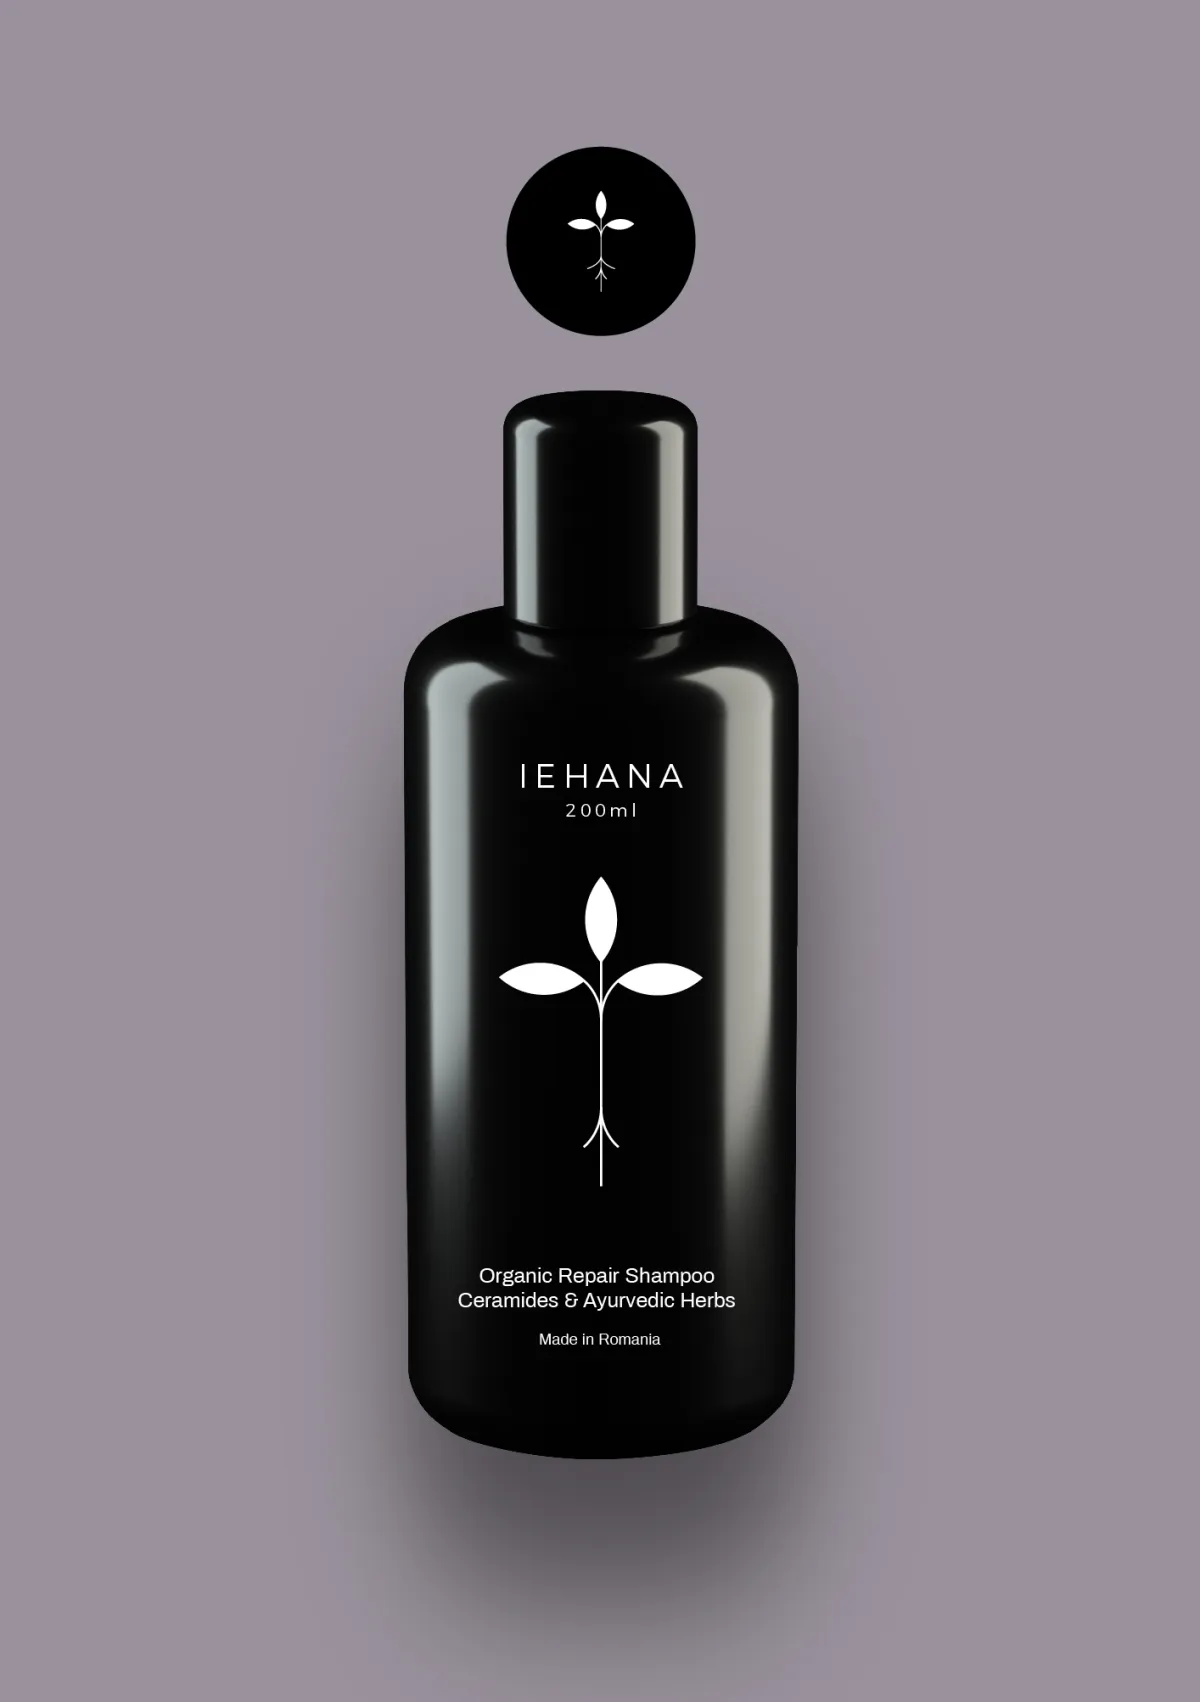 IEHANA
200ml
Organic Repair Shampoo
Ceramides & Ayurvedic Herbs
Made in Romania